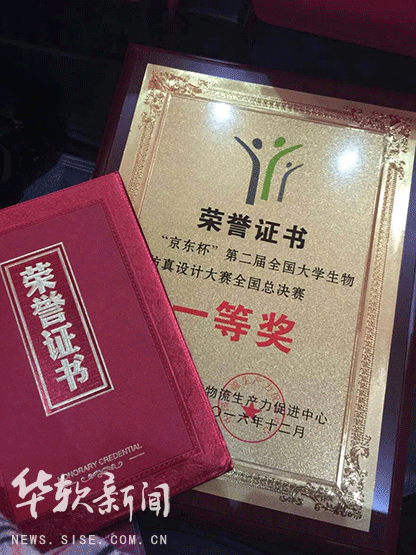 荣誉证书
“京东杯”第二届全国大学生物
仿真设计大赛全国总决赛
一等奖
物流生产力促进中心
〇一六年十二月
荣誉证书
HONORARY CREDENTIAL
华软新闻
NEWS.SISE.COM.CN